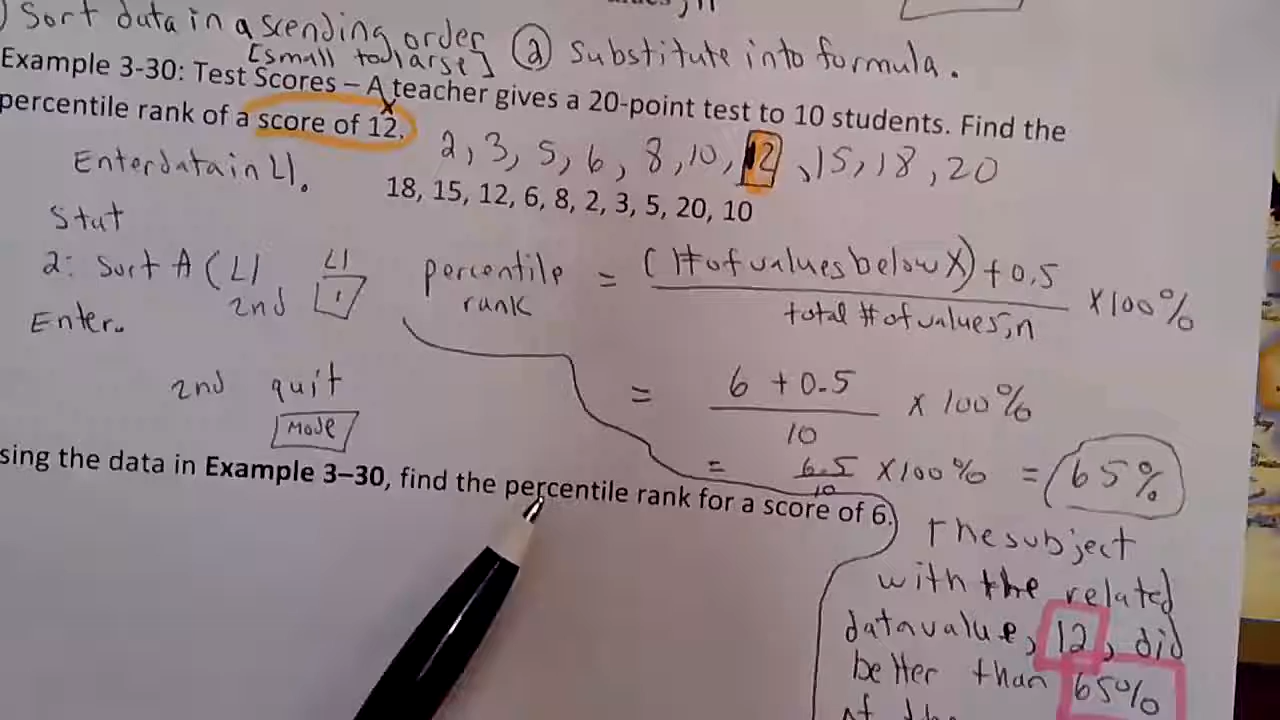 Sort data in ascending order
[small to large]
② Substitute into formula.
Example 3-30: Test Scores – A teacher gives a 20-point test to 10 students. Find the
x
percentile rank of a score of 12.
2, 3, 5, 6, 8, 10, 12, 15, 18, 20
Enter data in L1.
18, 15, 12, 6, 8, 2, 3, 5, 20, 10
Stat
2: Sort A (L1
2nd
L1
1
Enter.
percentile rank = (# of values below X) + 0.5
total # of values, n
X 100%
2nd quit
Mode
= 6 + 0.5
10
X 100%
= 6.5
10
X 100% = 65%
sing the data in Example 3–30, find the percentile rank for a score of 6.
The subject
with the related
data value, 12, did
better than 65%